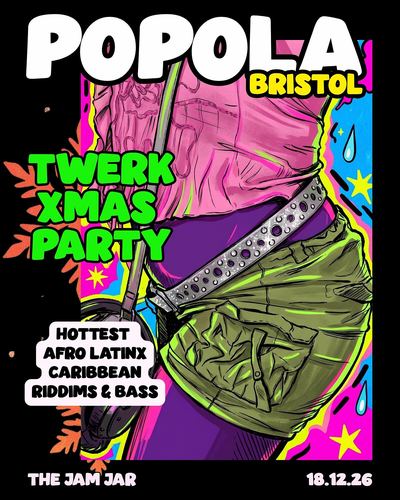 POPOLA
BRISTOL
TWERK
XMAS
PARTY
HOTTEST
AFRO LATINX
CARIBBEAN
RIDDIMS & BASS
THE JAM JAR
18.12.26